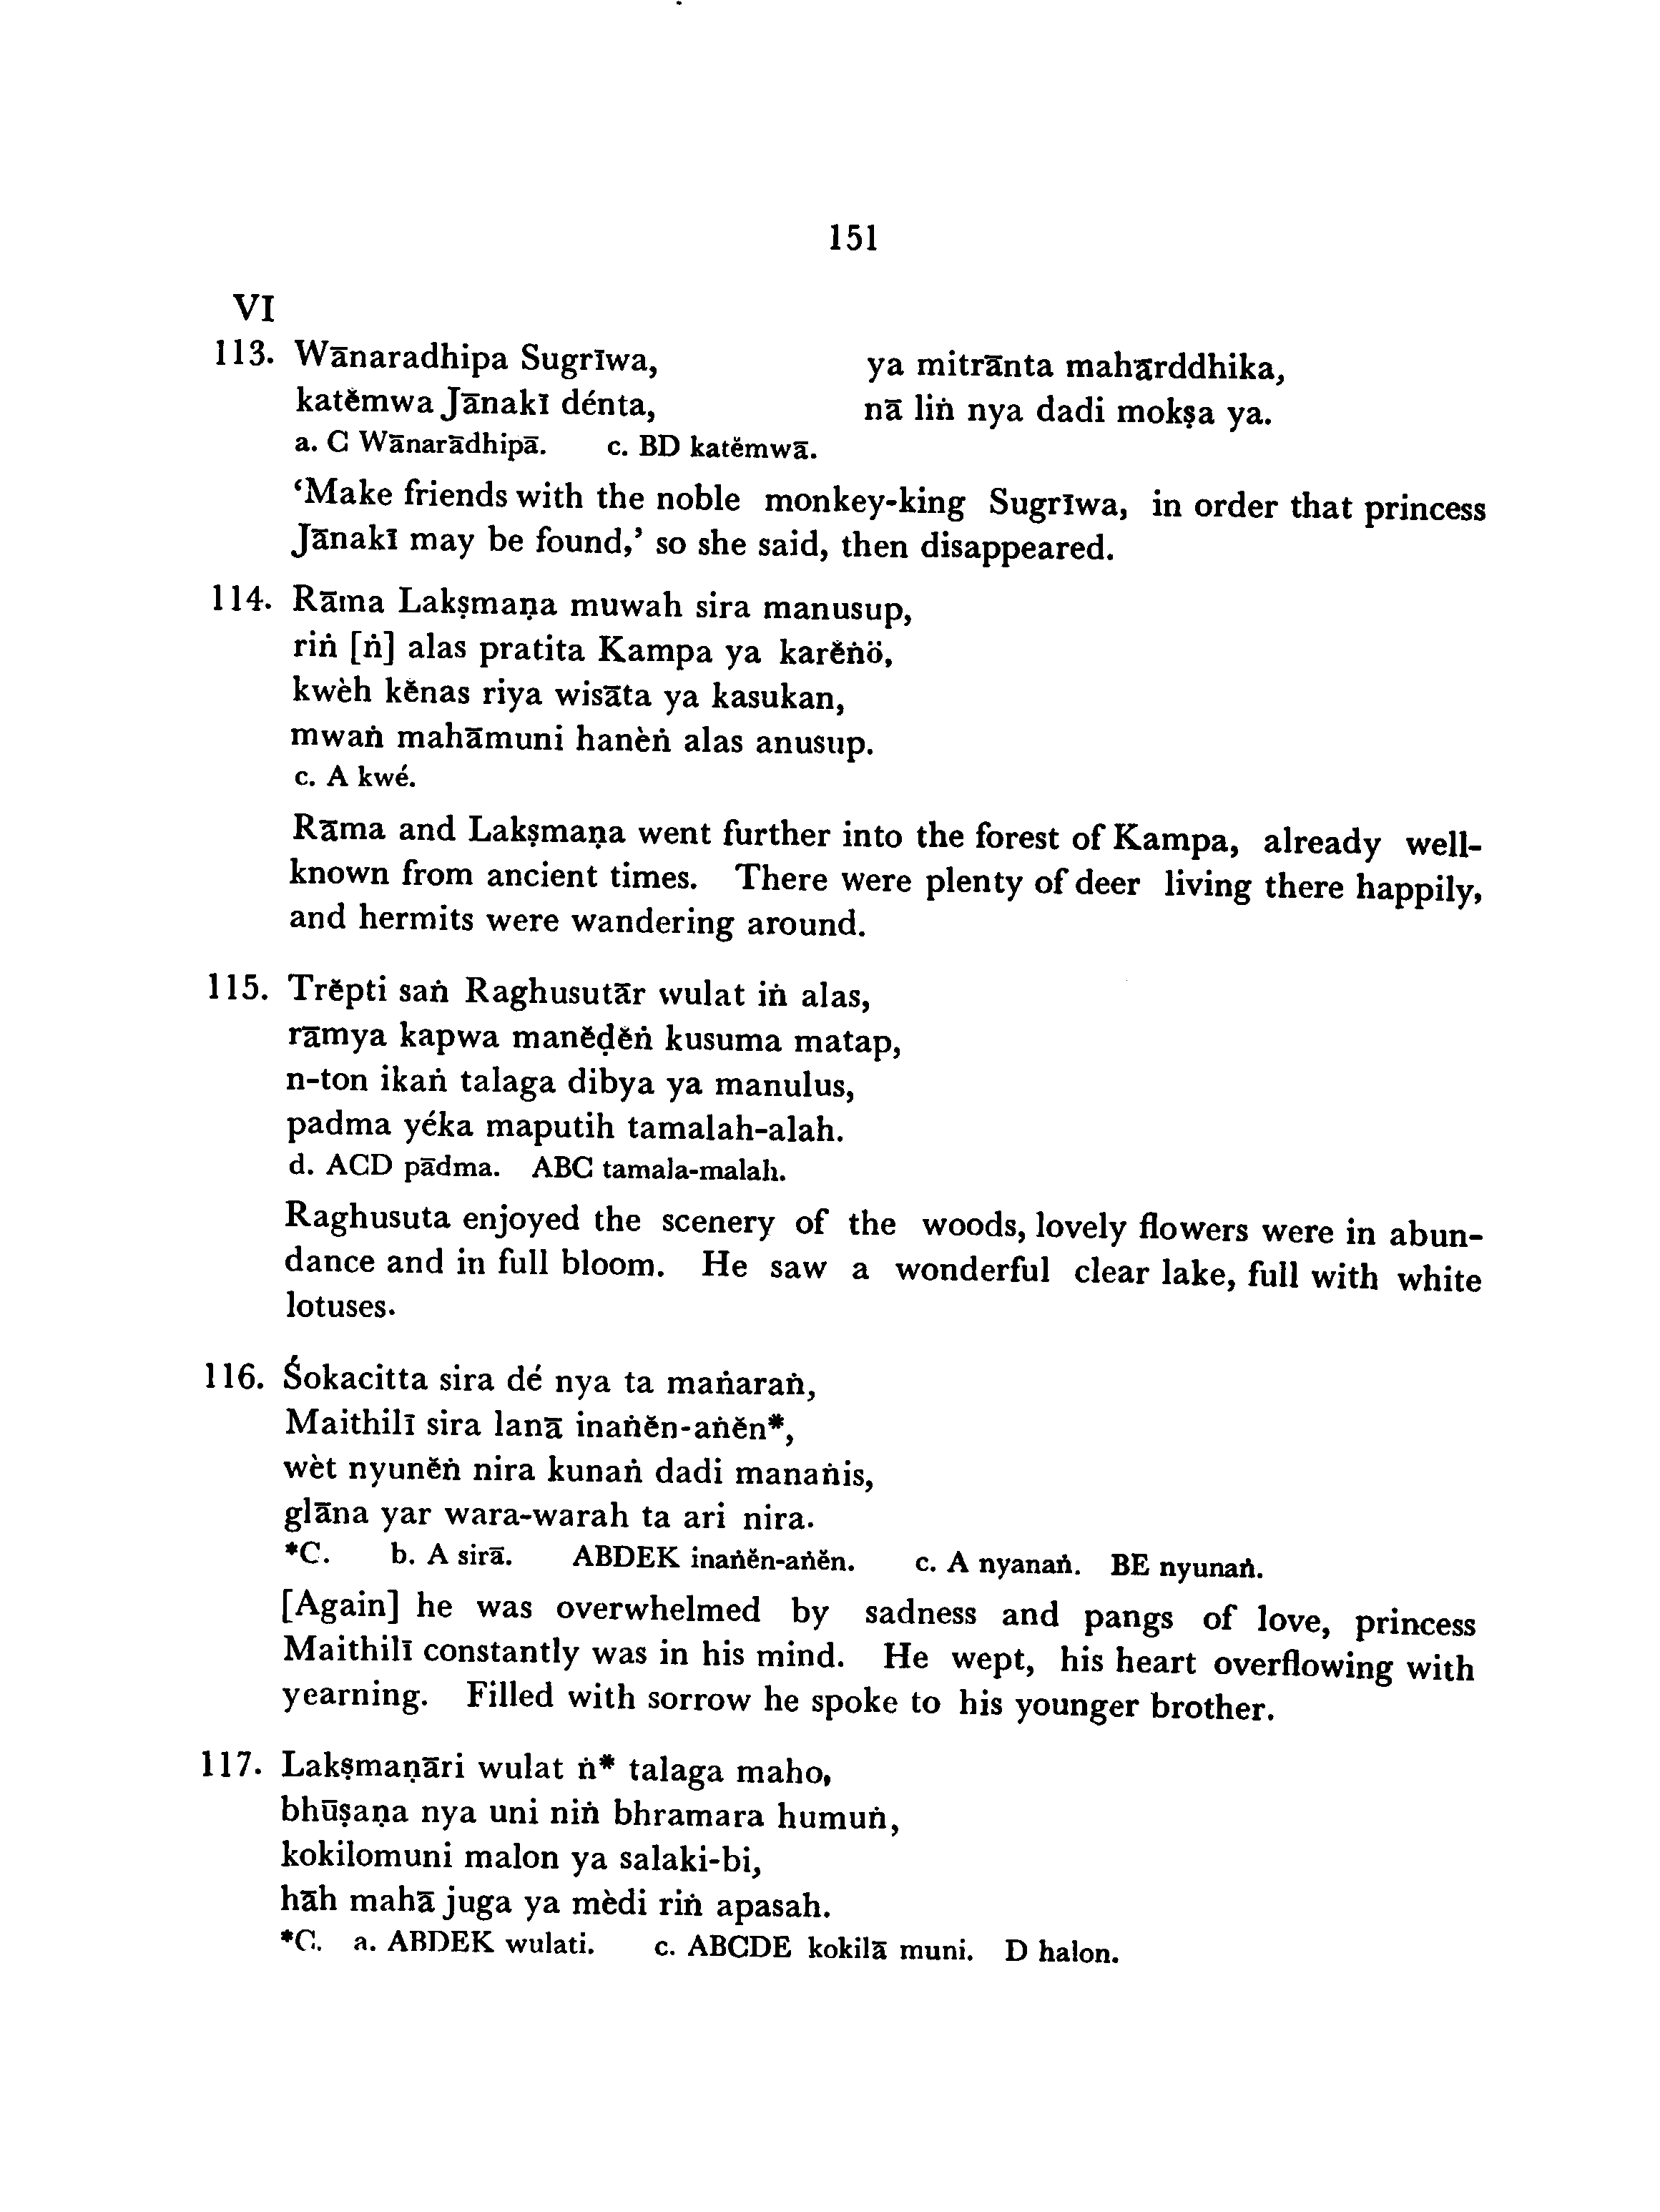 151
VI
113. Wānaradhipa Sugrīwa, ya mitrānta mahārddhika,
katĕmwa Jānakī dénta, nā liṅ nya dadi mokṣa ya.
a. C Wānarādhipā. c. BD katĕmwā.
‘Make friends with the noble monkey-king Sugrīwa, in order that princess
Jānakī may be found,’ so she said, then disappeared.
114. Rāma Lakṣmaṇa muwah sira manusup,
riṅ [ṅ] alas pratita Kampa ya karĕṅö,
kwèh kĕnas riya wisāta ya kasukan,
mwaṅ mahāmuni hanèṅ alas anusup.
c. A kwé.
Rāma and Lakṣmaṇa went further into the forest of Kampa, already well-
known from ancient times. There were plenty of deer living there happily,
and hermits were wandering around.
115. Trĕpti saṅ Raghusutār wulat iṅ alas,
rāmya kapwa manĕḍĕṅ kusuma matap,
n-ton ikaṅ talaga dibya ya manulus,
padma yéka maputih tamalah-alah.
d. ACD pādma. ABC tamala-malah.
Raghusuta enjoyed the scenery of the woods, lovely flowers were in abun-
dance and in full bloom. He saw a wonderful clear lake, full with white
lotuses.
116. Śokacitta sira dé nya ta maṅaraṅ,
Maithilī sira lanā inaṅĕn-aṅĕn*,
wèt nyunĕṅ nira kunaṅ dadi manaṅis,
glāna yar wara-warah ta ari nira.
*C. b. A sirā. ABDEK inaṅĕn-aṅĕn. c. A nyanaṅ. BE nyunaṅ.
[Again] he was overwhelmed by sadness and pangs of love, princess
Maithilī constantly was in his mind. He wept, his heart overflowing with
yearning. Filled with sorrow he spoke to his younger brother.
117. Lakṣmaṇāri wulat ṅ* talaga maho,
bhūṣaṇa nya uni niṅ bhramara humuṅ,
kokilomuni malon ya salaki-bi,
hāh mahā juga ya mèdi riṅ apasah.
*C. a. ABDEK wulati. c. ABCDE kokilā muni. D halon.